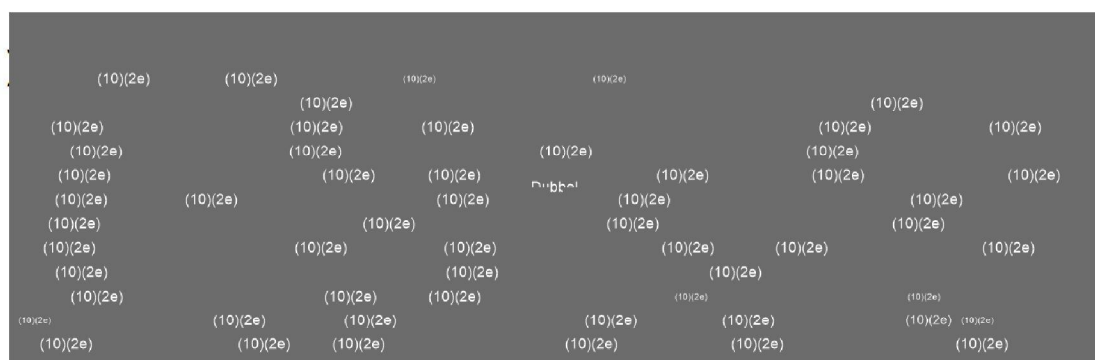 (10)(2e) (10)(2e) (10)(2e) (10)(2e)
(10)(2e) (10)(2e)
(10)(2e) (10)(2e) (10)(2e) (10)(2e) (10)(2e)
(10)(2e) (10)(2e) (10)(2e) (10)(2e)
(10)(2e) (10)(2e) (10)(2e) (10)(2e) (10)(2e) (10)(2e)
(10)(2e) (10)(2e) (10)(2e) Dubbel (10)(2e) (10)(2e)
(10)(2e) (10)(2e) (10)(2e) (10)(2e)
(10)(2e) (10)(2e) (10)(2e) (10)(2e) (10)(2e) (10)(2e)
(10)(2e) (10)(2e) (10)(2e)
(10)(2e) (10)(2e) (10)(2e) (10)(2e) (10)(2e)
(10)(2e) (10)(2e) (10)(2e) (10)(2e) (10)(2e) (10)(2e) (10)(2e)
(10)(2e) (10)(2e) (10)(2e) (10)(2e) (10)(2e) (10)(2e)